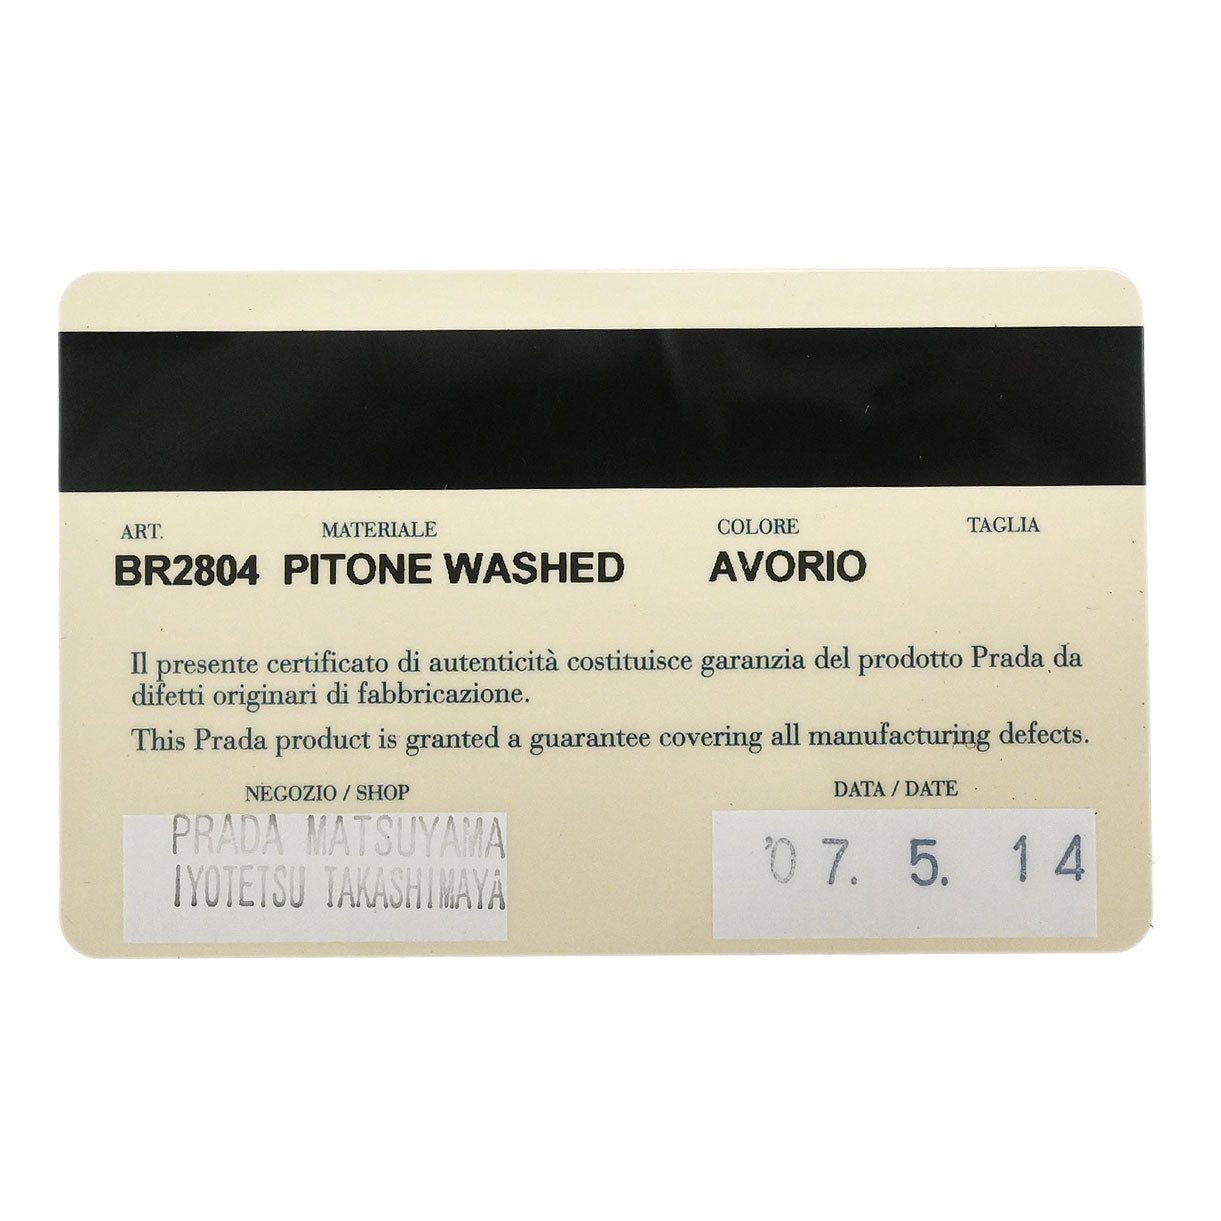 ART. MATERIALE COLORE TAGLIA
BR2804 PITONE WASHED AVORIO
Il presente certificato di autenticità costituisce garanzia del prodotto Prada da
difetti originari di fabbricazione.
This Prada product is granted a guarantee covering all manufacturing defects.
NEGOZIO / SHOP DATA / DATE
PRADA MATSUYAMA
IYOTETSU TAKASHIMAYA
'07. 5. 14